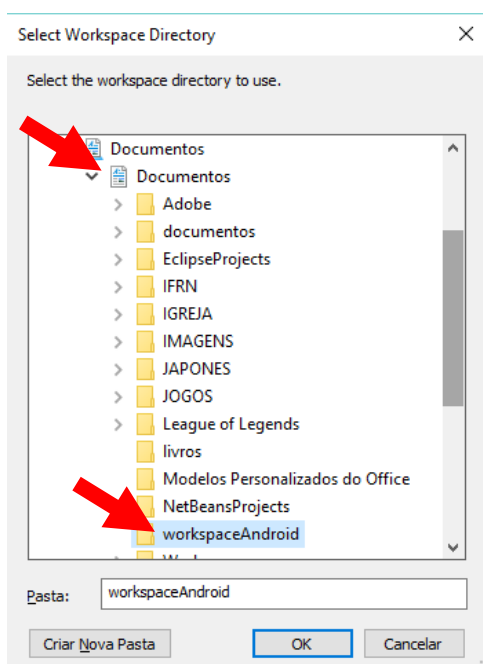 Select Workspace Directory
Select the workspace directory to use.
Documentos
Documentos
Adobe
documentos
EclipseProjects
IFRN
IGREJA
IMAGENS
JAPONES
JOGOS
League of Legends
livros
Modelos Personalizados do Office
NetBeansProjects
workspaceAndroid
Pasta: workspaceAndroid
Criar Nova Pasta OK Cancelar